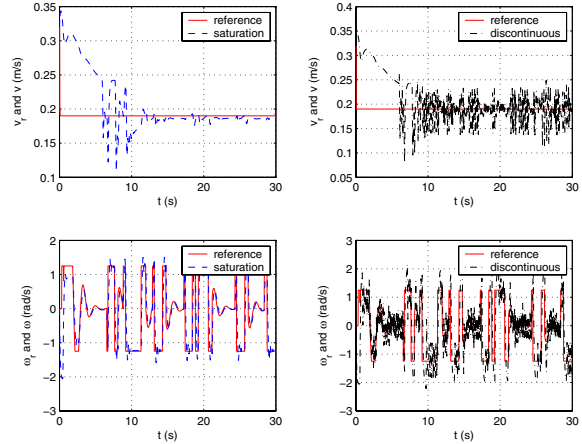 0.35
0.3
0.25
0.2
0.15
0.1
v_r and v (m/s)
0 10 20 30
t (s)
reference
saturation
0.4
0.35
0.3
0.25
0.2
0.15
0.1
0.05
v_r and v (m/s)
0 10 20 30
t (s)
reference
discontinuous
2
1
0
−1
−2
−3
ω_r and ω (rad/s)
0 10 20 30
t (s)
reference
saturation
3
2
1
0
−1
−2
−3
ω_r and ω (rad/s)
0 10 20 30
t (s)
reference
discontinuous